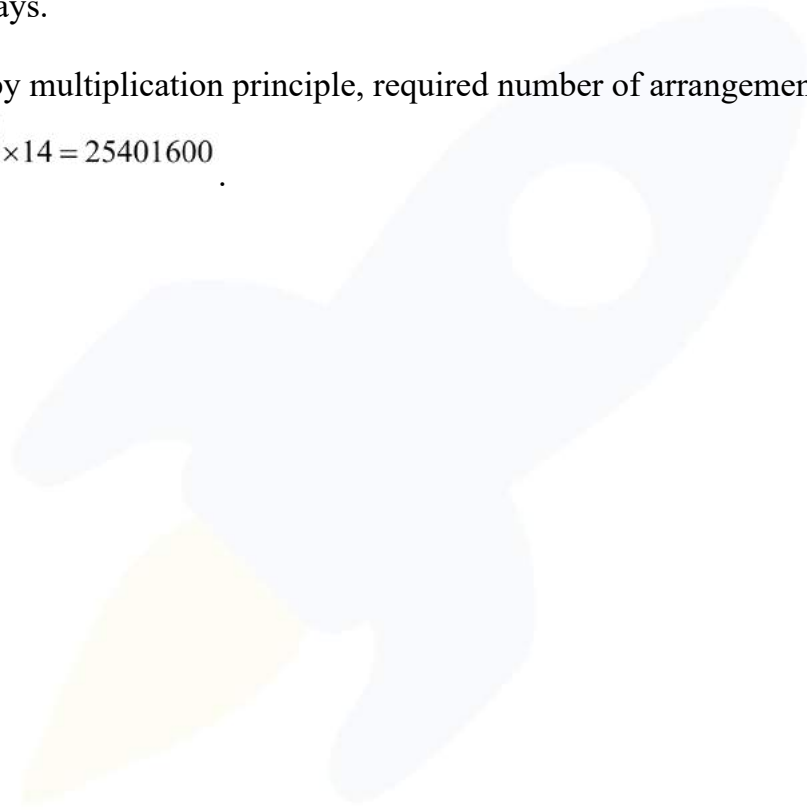 ays.
by multiplication principle, required number of arrangemen
×14 = 25401600
.